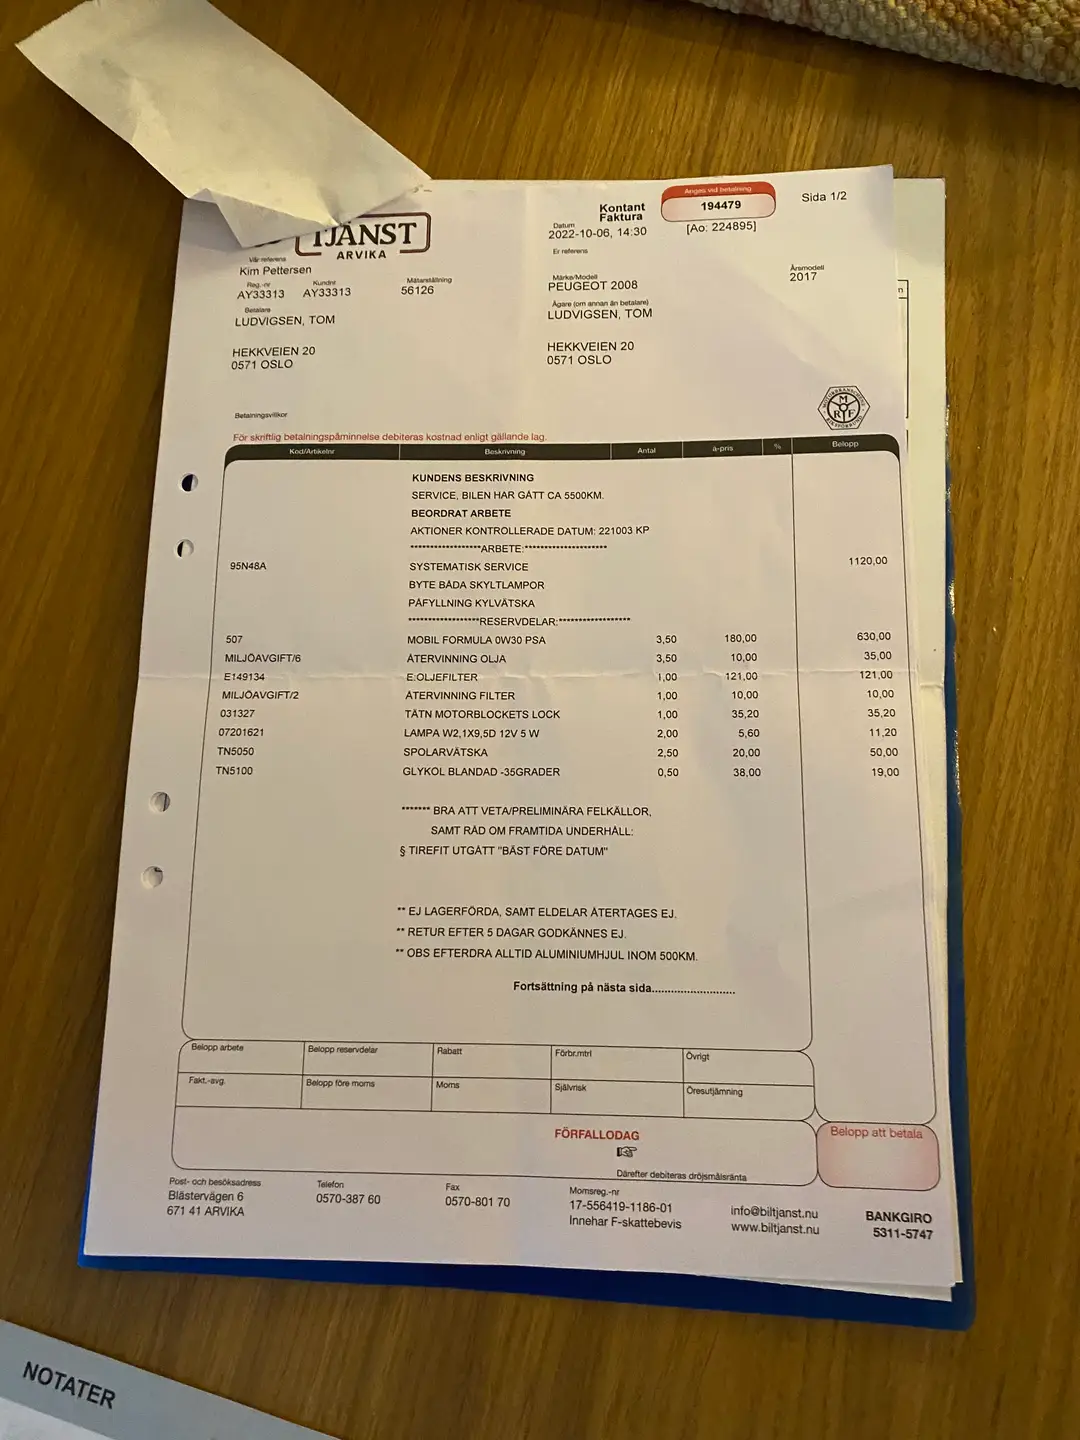 TJÄNST
ARVIKA
Kontant
Faktura
Anges vid betalning
194479
Sida 1/2
Datum
2022-10-06, 14:30
[Ao: 224895]
Er referens
Vår referens
Kim Pettersen
Reg.-nr
AY33313
Kundnr
AY33313
Mätarställning
56126
Märke/Modell
PEUGEOT 2008
Årsmodell
2017
Betalare
LUDVIGSEN, TOM
Ägare (om annan än betalare)
LUDVIGSEN, TOM
HEKKVEIEN 20
0571 OSLO
HEKKVEIEN 20
0571 OSLO
Betalningsvillkor
MRF
För skriftlig betalningspåminnelse debiteras kostnad enligt gällande lag.
Kod/Artikelnr Beskrivning Antal à-pris % Belopp
KUNDENS BESKRIVNING
SERVICE, BILEN HAR GÅTT CA 5500KM.
BEORDRAT ARBETE
AKTIONER KONTROLLERADE DATUM: 221003 KP
******************ARBETE:*********************
95N48A SYSTEMATISK SERVICE 1120,00
BYTE BÅDA SKYLTLAMPOR
PÅFYLLNING KYLVÄTSKA
******************RESERVDELAR:******************
507 MOBIL FORMULA 0W30 PSA 3,50 180,00 630,00
MILJÖAVGIFT/6 ÅTERVINNING OLJA 3,50 10,00 35,00
E149134 E:OLJEFILTER 1,00 121,00 121,00
MILJÖAVGIFT/2 ÅTERVINNING FILTER 1,00 10,00 10,00
031327 TÄTN MOTORBLOCKETS LOCK 1,00 35,20 35,20
07201621 LAMPA W2,1X9,5D 12V 5 W 2,00 5,60 11,20
TN5050 SPOLARVÄTSKA 2,50 20,00 50,00
TN5100 GLYKOL BLANDAD -35GRADER 0,50 38,00 19,00
******* BRA ATT VETA/PRELIMINÄRA FELKÄLLOR,
SAMT RÅD OM FRAMTIDA UNDERHÅLL:
§ TIREFIT UTGÅTT "BÄST FÖRE DATUM"
** EJ LAGERFÖRDA, SAMT ELDELAR ÅTERTAGES EJ.
** RETUR EFTER 5 DAGAR GODKÄNNES EJ.
** OBS EFTERDRA ALLTID ALUMINIUMHJUL INOM 500KM.
Fortsättning på nästa sida.........................
Belopp arbete Belopp reservdelar Rabatt Förbr.mtrl Övrigt
Fakt.-avg. Belopp före moms Moms Självrisk Öresutjämning
FÖRFALLODAG
Belopp att betala
Därefter debiteras dröjsmålsränta
Post- och besöksadress
Blästervägen 6
671 41 ARVIKA
Telefon
0570-387 60
Fax
0570-801 70
Momsreg.-nr
17-556419-1186-01
Innehar F-skattebevis
info@biltjanst.nu
www.biltjanst.nu
BANKGIRO
5311-5747
NOTATER